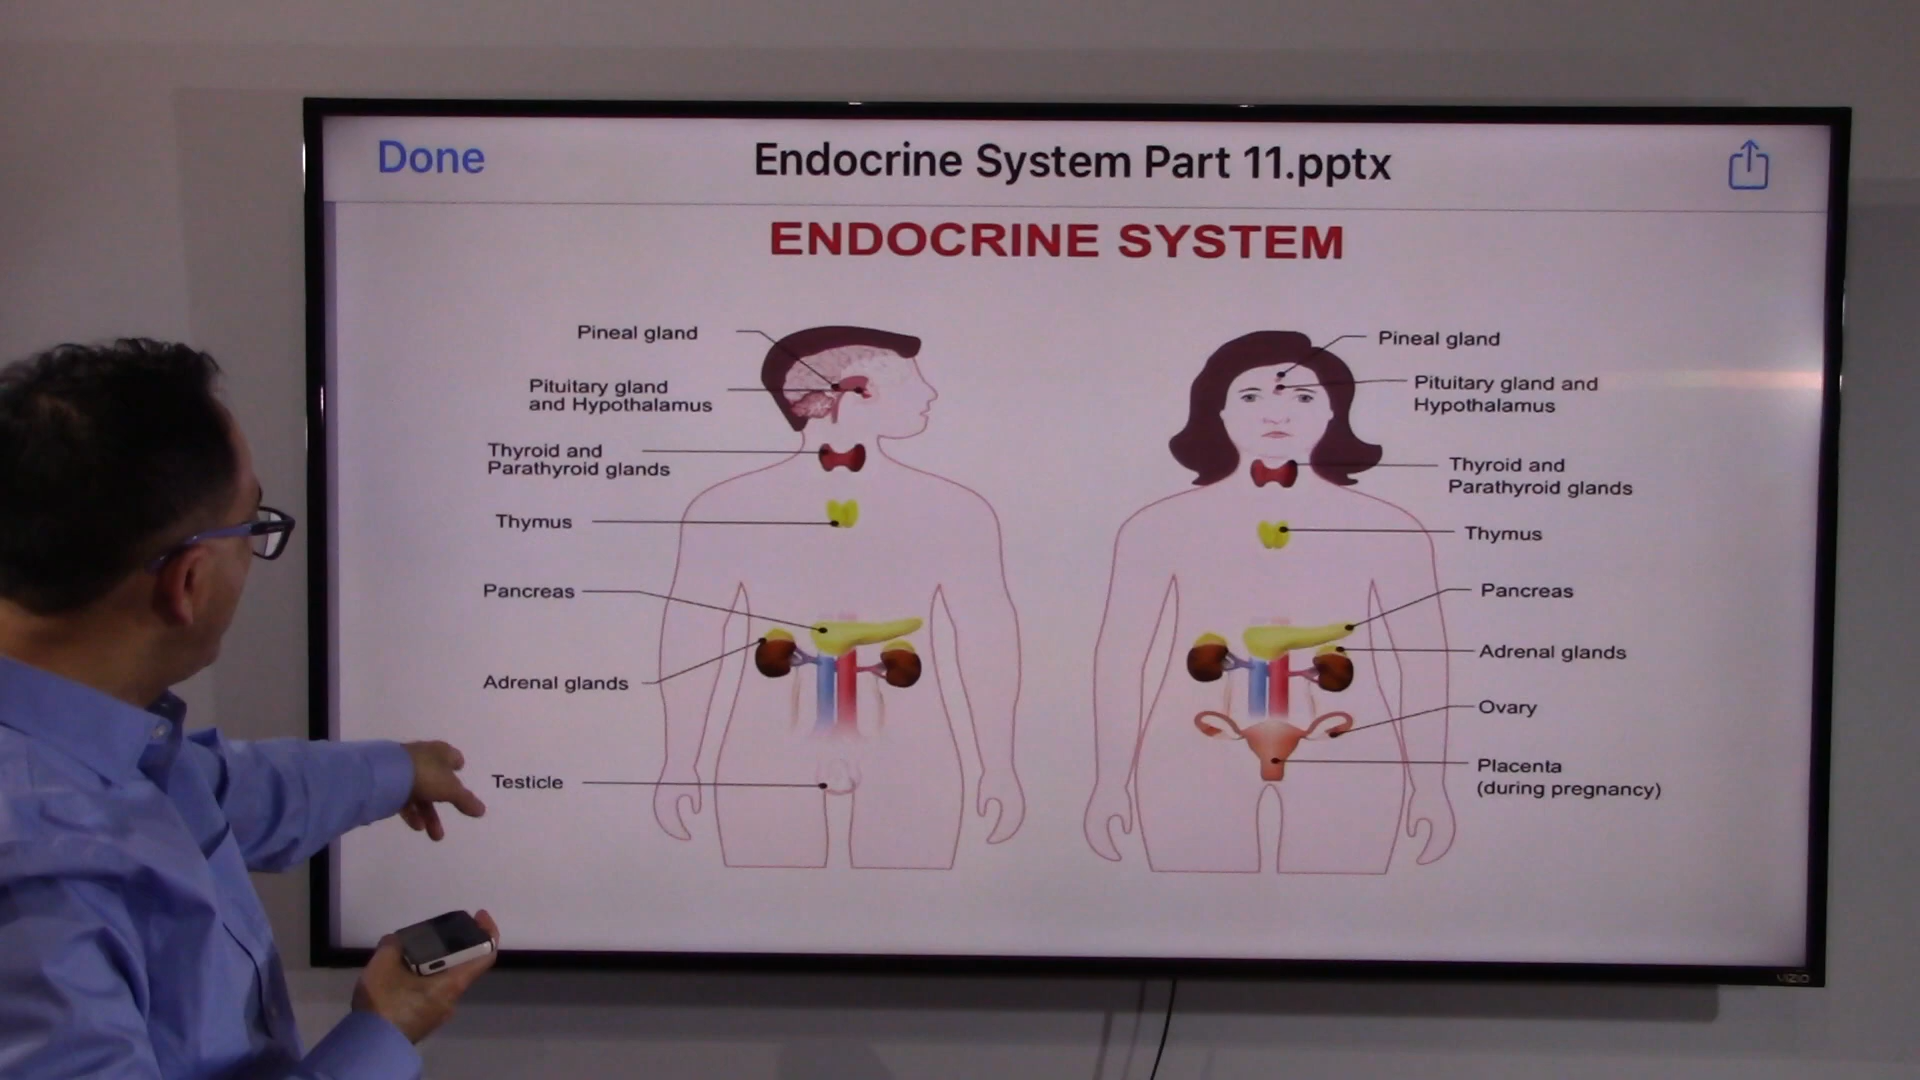 Done
Endocrine System Part 11.pptx
ENDOCRINE SYSTEM
Pineal gland
Pituitary gland
and Hypothalamus
Thyroid and
Parathyroid glands
Thymus
Pancreas
Adrenal glands
Testicle
Pineal gland
Pituitary gland and
Hypothalamus
Thyroid and
Parathyroid glands
Thymus
Pancreas
Adrenal glands
Ovary
Placenta
(during pregnancy)
VIZIO